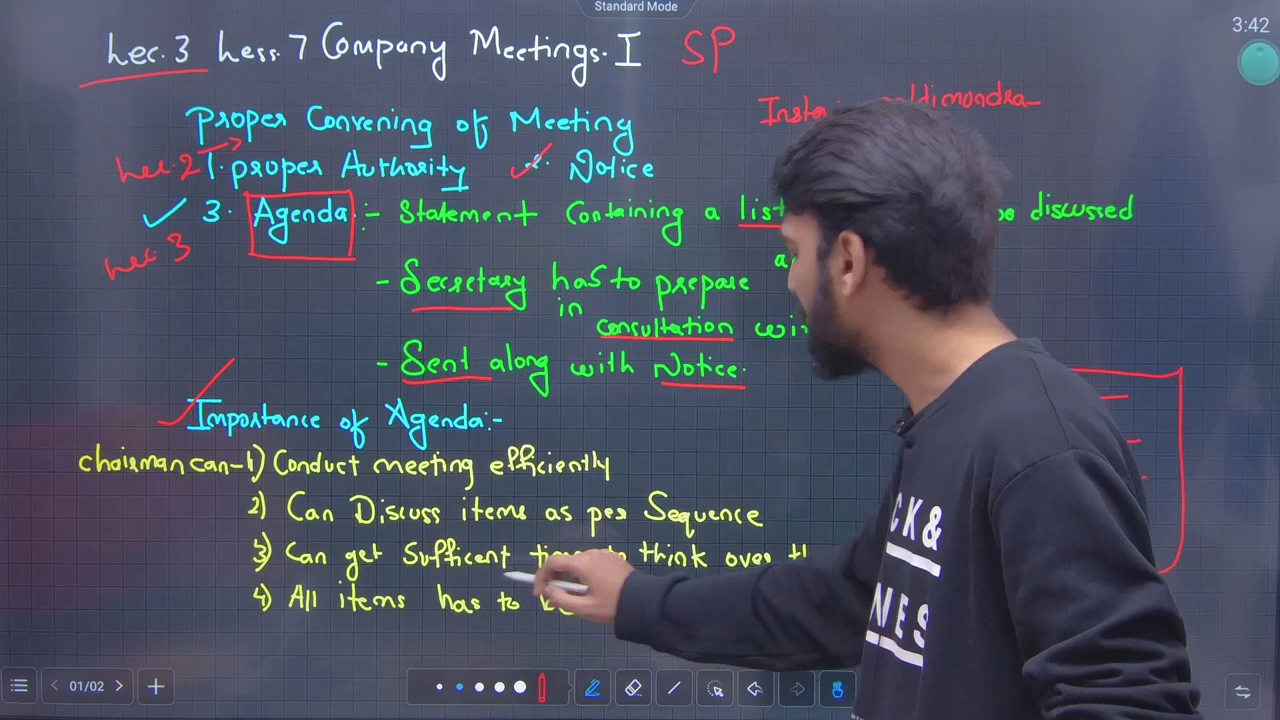 Standard Mode
3:42
Lec. 3 Less. 7 Company Meetings. I SP
Proper Convening of Meeting
Lec. 2 1. proper Authority 2. Notice
3. Agenda :- Statement Containing a list discussed
Lec. 3
- Secretary has to prepare
in consultation
- Sent along with Notice.
Importance of Agenda:-
chairman can - 1) Conduct meeting efficiently
2) Can Discuss items as per Sequence
3) Can get Sufficent to think over
4) All items has to
CK &
01/02